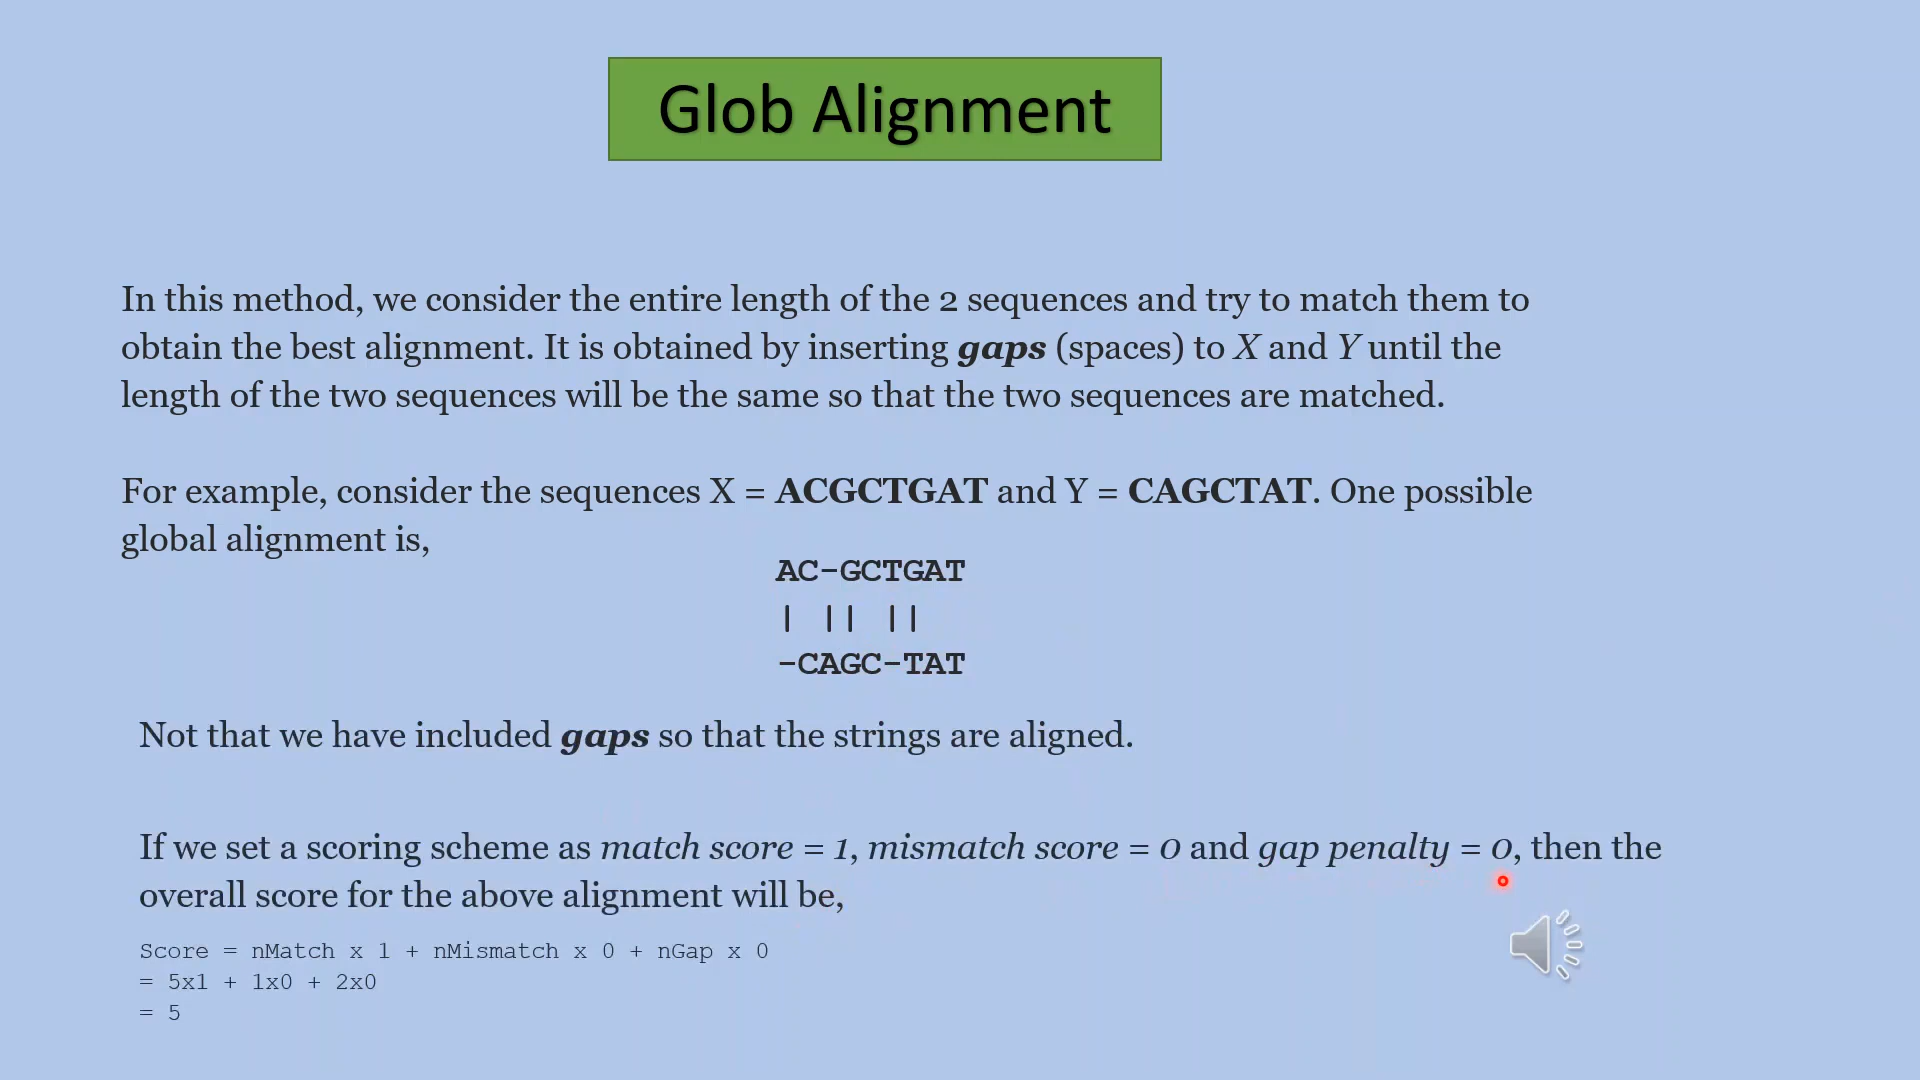 Glob Alignment
In this method, we consider the entire length of the 2 sequences and try to match them to
obtain the best alignment. It is obtained by inserting gaps (spaces) to X and Y until the
length of the two sequences will be the same so that the two sequences are matched.
For example, consider the sequences X = ACGCTGAT and Y = CAGCTAT. One possible
global alignment is,
AC-GCTGAT
| || ||
-CAGC-TAT
Not that we have included gaps so that the strings are aligned.
If we set a scoring scheme as match score = 1, mismatch score = 0 and gap penalty = 0, then the
overall score for the above alignment will be,
Score = nMatch x 1 + nMismatch x 0 + nGap x 0
= 5x1 + 1x0 + 2x0
= 5